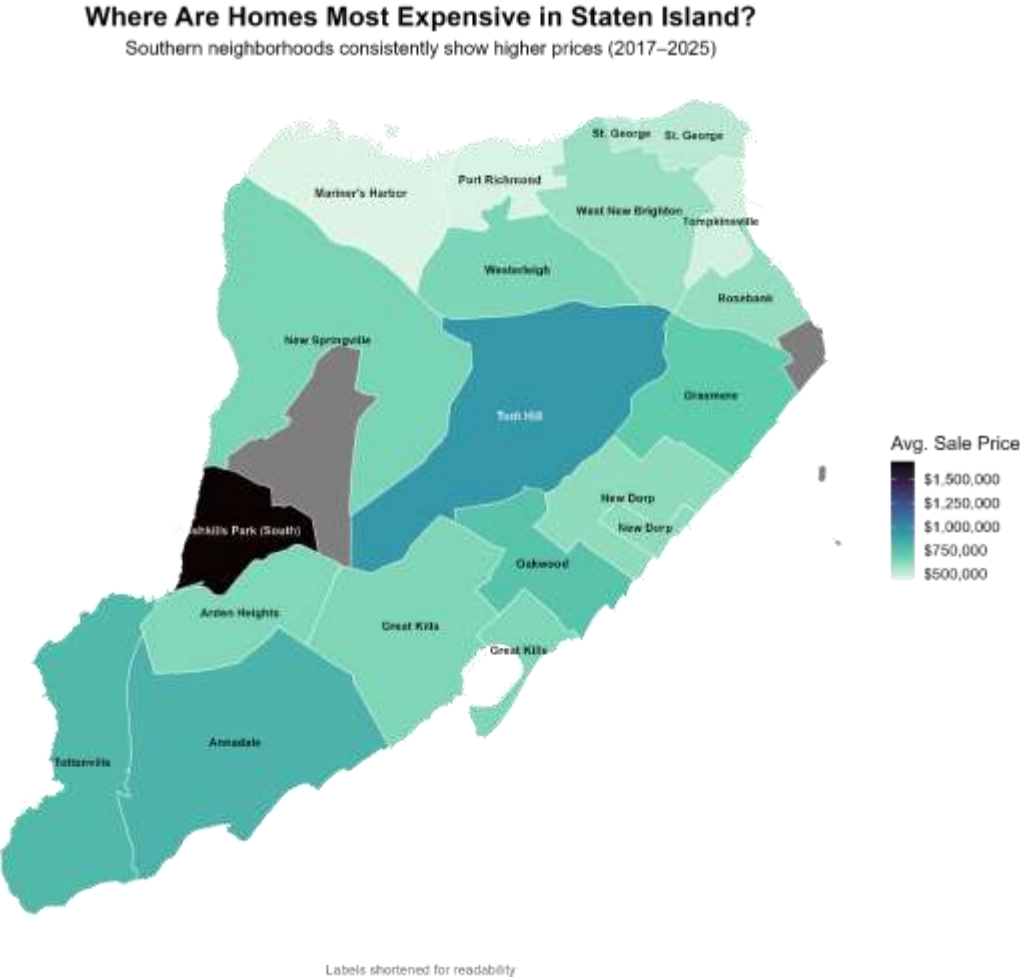 Where Are Homes Most Expensive in Staten Island?
Southern neighborhoods consistently show higher prices (2017–2025)
St. George
St. George
Port Richmond
Mariner's Harbor
West New Brighton
Tompkinsville
Westerleigh
Rosebank
New Springville
Grasmere
Todt Hill
Avg. Sale Price
$1,500,000
$1,250,000
$1,000,000
$750,000
$500,000
New Dorp
New Dorp
shkills Park (South)
Oakwood
Arden Heights
Great Kills
Great Kills
Annadale
Tottenville
Labels shortened for readability